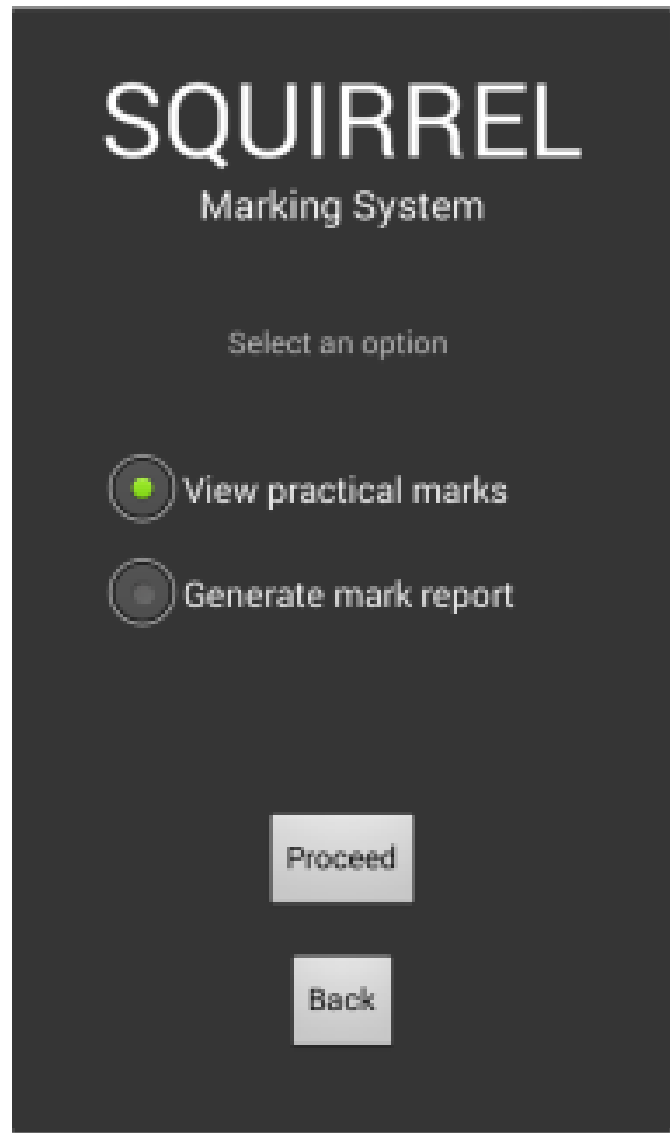 SQUIRREL
Marking System
Select an option
View practical marks
Generate mark report
Proceed
Back